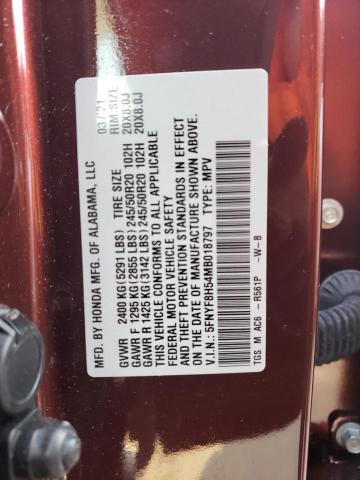 MFD. BY HONDA MFG. OF ALABAMA, LLC 03/21
TIRE SIZE RIM SIZE
GVWR 2400 KG (5291 LBS)
GAWR F 1295 KG (2855 LBS) 245/50R20 102H 20X8.0J
GAWR R 1425 KG (3142 LBS) 245/50R20 102H 20X8.0J
THIS VEHICLE CONFORMS TO ALL APPLICABLE
FEDERAL MOTOR VEHICLE SAFETY
AND THEFT PREVENTION STANDARDS IN EFFECT
ON THE DATE OF MANUFACTURE SHOWN ABOVE.
V.I.N.: 5FNYF8H54MB018797 TYPE: MPV
TGS M AC6 - R561P -W-B